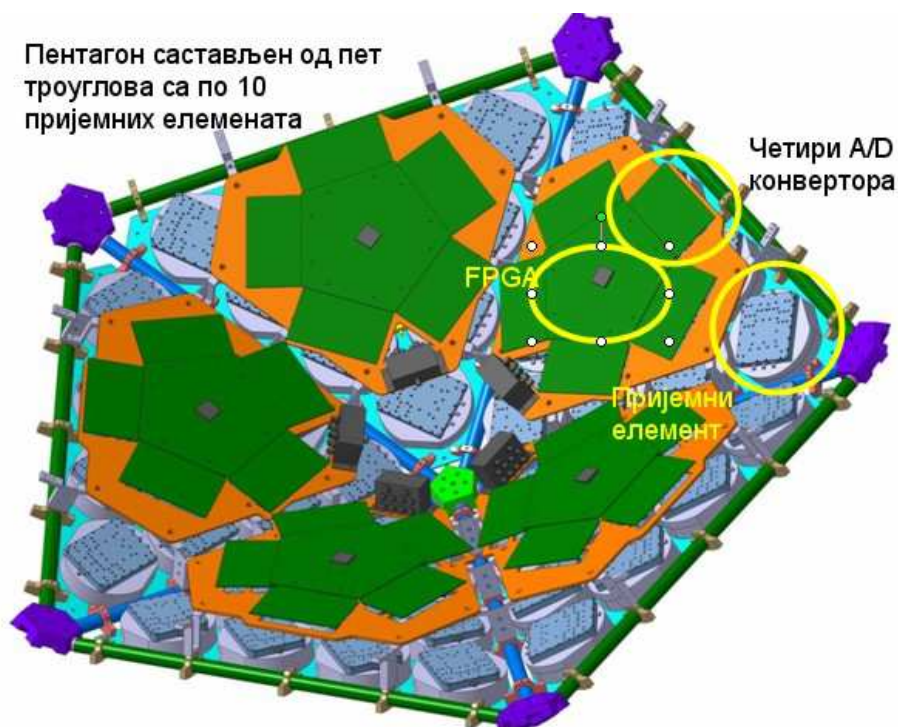 Пентагон састављен од пет
троуглова са по 10
пријемних елемената
Четири A/D
конвертора
FPGA
Пријемни
елемент